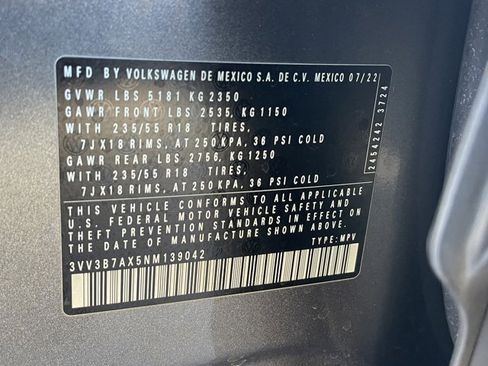 MFD BY VOLKSWAGEN DE MEXICO S.A. DE C.V. MEXICO 07/22
GVWR LBS 5181 KG 2350
GAWR FRONT LBS 2535, KG 1150
WITH 235/55 R18 TIRES,
7JX18 RIMS, AT 250 KPA, 36 PSI COLD
GAWR REAR LBS 2756, KG 1250
WITH 235/55 R18 TIRES,
7JX18 RIMS, AT 250 KPA, 36 PSI COLD
THIS VEHICLE CONFORMS TO ALL APPLICABLE
U.S. FEDERAL MOTOR VEHICLE SAFETY AND
THEFT PREVENTION STANDARDS IN EFFECT ON
THE DATE OF MANUFACTURE SHOWN ABOVE.
3VV3B7AX5NM139042 TYPE: MPV
2454242 3724